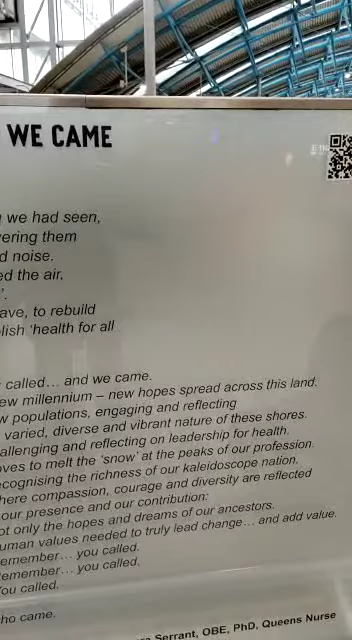 WE CAME
we had seen,
vering them
d noise.
ed the air,
'.
ave, to rebuild
lish 'health for all
called... and we came.
ew millennium – new hopes spread across this land.
w populations, engaging and reflecting
varied, diverse and vibrant nature of these shores.
allenging and reflecting on leadership for health.
oves to melt the 'snow' at the peaks of our profession.
ecognising the richness of our kaleidoscope nation.
here compassion, courage and diversity are reflected
our presence and our contribution:
ot only the hopes and dreams of our ancestors.
uman values needed to truly lead change... and add value.
emember... you called.
emember... you called.
You called.
ho came.
ra Serrant, OBE, PhD, Queens Nurse